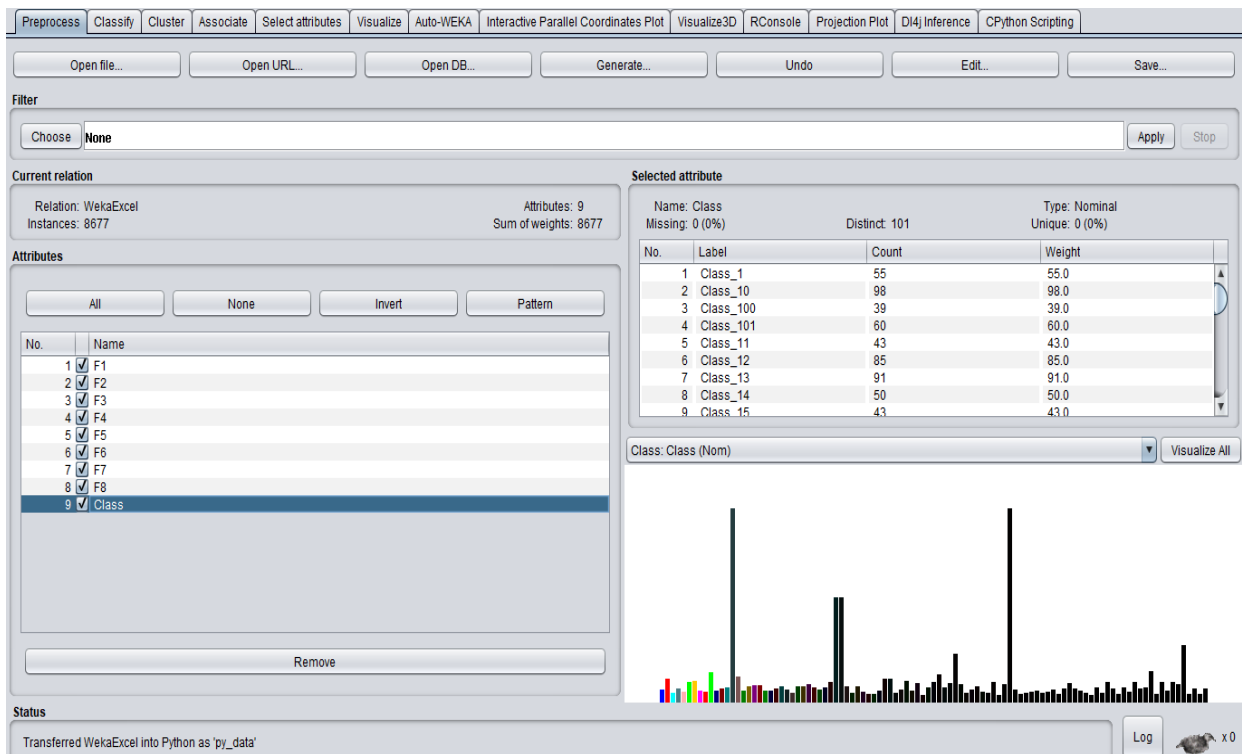 Preprocess Classify Cluster Associate Select attributes Visualize Auto-WEKA Interactive Parallel Coordinates Plot Visualize3D RConsole Projection Plot Dl4j Inference CPython Scripting
Open file... Open URL... Open DB... Generate... Undo Edit... Save...
Filter
Choose None Apply Stop
Current relation
Relation: WekaExcel Attributes: 9
Instances: 8677 Sum of weights: 8677
Attributes
All None Invert Pattern
No. Name
1 F1
2 F2
3 F3
4 F4
5 F5
6 F6
7 F7
8 F8
9 Class
Remove
Selected attribute
Name: Class Type: Nominal
Missing: 0 (0%) Distinct: 101 Unique: 0 (0%)
No. Label Count Weight
1 Class_1 55 55.0
2 Class_10 98 98.0
3 Class_100 39 39.0
4 Class_101 60 60.0
5 Class_11 43 43.0
6 Class_12 85 85.0
7 Class_13 91 91.0
8 Class_14 50 50.0
9 Class_15 43 43.0
Class: Class (Nom) Visualize All
Status
Transferred WekaExcel into Python as 'py_data'
Log x 0